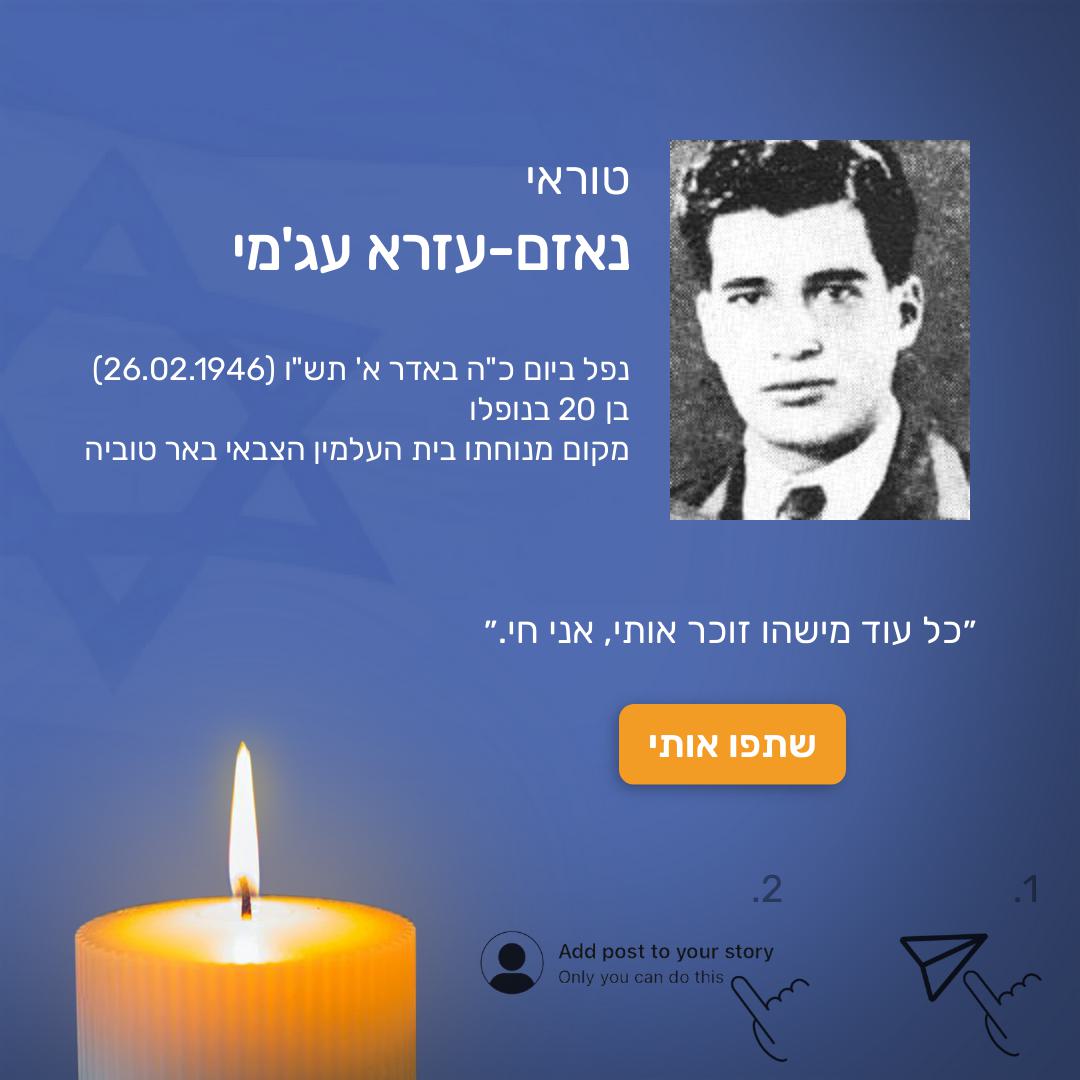 טוראי
נאזם-עזרא עג'מי
נפל ביום כ"ה באדר א' תש"ו (26.02.1946)
בן 20 בנופלו
מקום מנוחתו בית העלמין הצבאי באר טוביה
״כל עוד מישהו זוכר אותי, אני חי.״
שתפו אותי
1.
2.
Add post to your story
Only you can do this